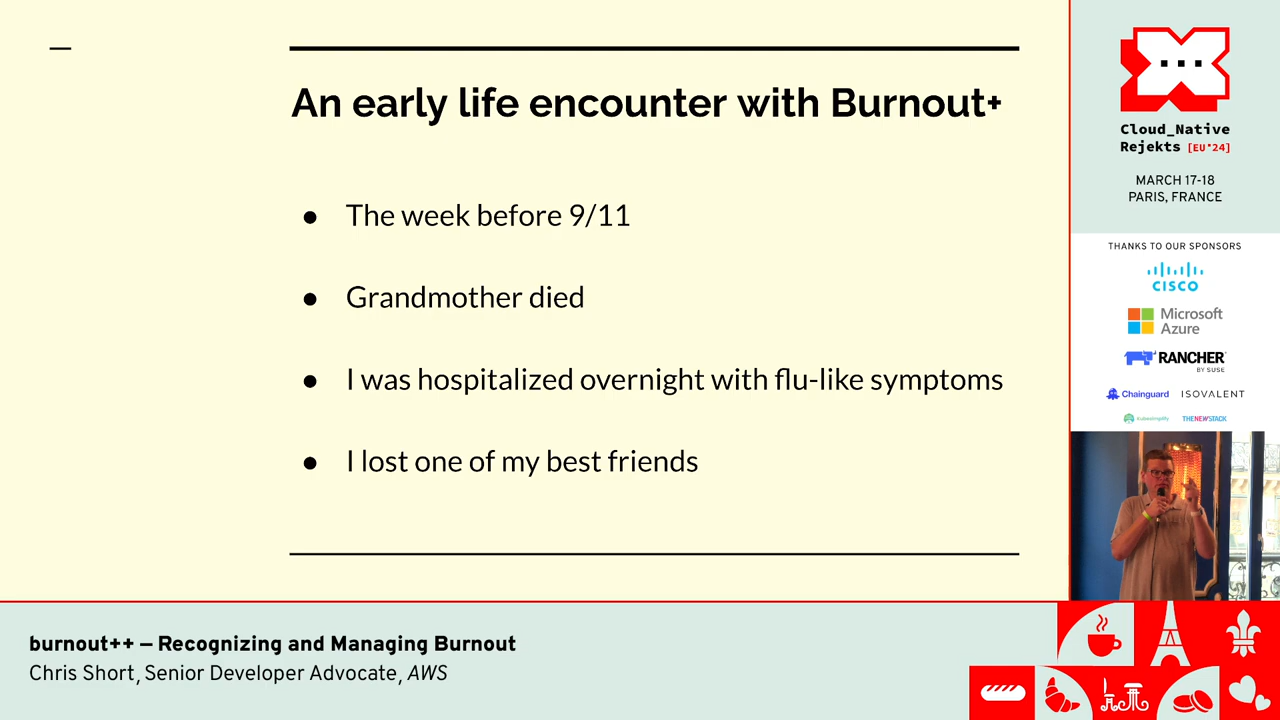 An early life encounter with Burnout+
● The week before 9/11
● Grandmother died
● I was hospitalized overnight with flu-like symptoms
● I lost one of my best friends
Cloud_Native
Rejekts [EU'24]
MARCH 17-18
PARIS, FRANCE
THANKS TO OUR SPONSORS
CISCO
Microsoft
Azure
RANCHER
BY SUSE
Chainguard ISOVALENT
kubesimplify THENEWSTACK
burnout++ – Recognizing and Managing Burnout
Chris Short, Senior Developer Advocate, AWS